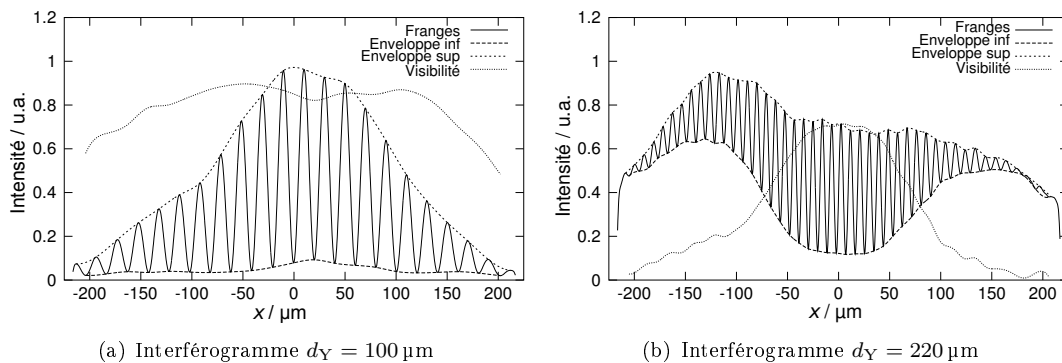 1.2
1
0.8
0.6
0.4
0.2
0
Intensité / u.a.
Franges
Enveloppe inf
Enveloppe sup
Visibilité
-200 -150 -100 -50 0 50 100 150 200
x / µm
(a) Interférogramme dY = 100 µm
1.2
1
0.8
0.6
0.4
0.2
0
Intensité / u.a.
Franges
Enveloppe inf
Enveloppe sup
Visibilité
-200 -150 -100 -50 0 50 100 150 200
x / µm
(b) Interférogramme dY = 220 µm